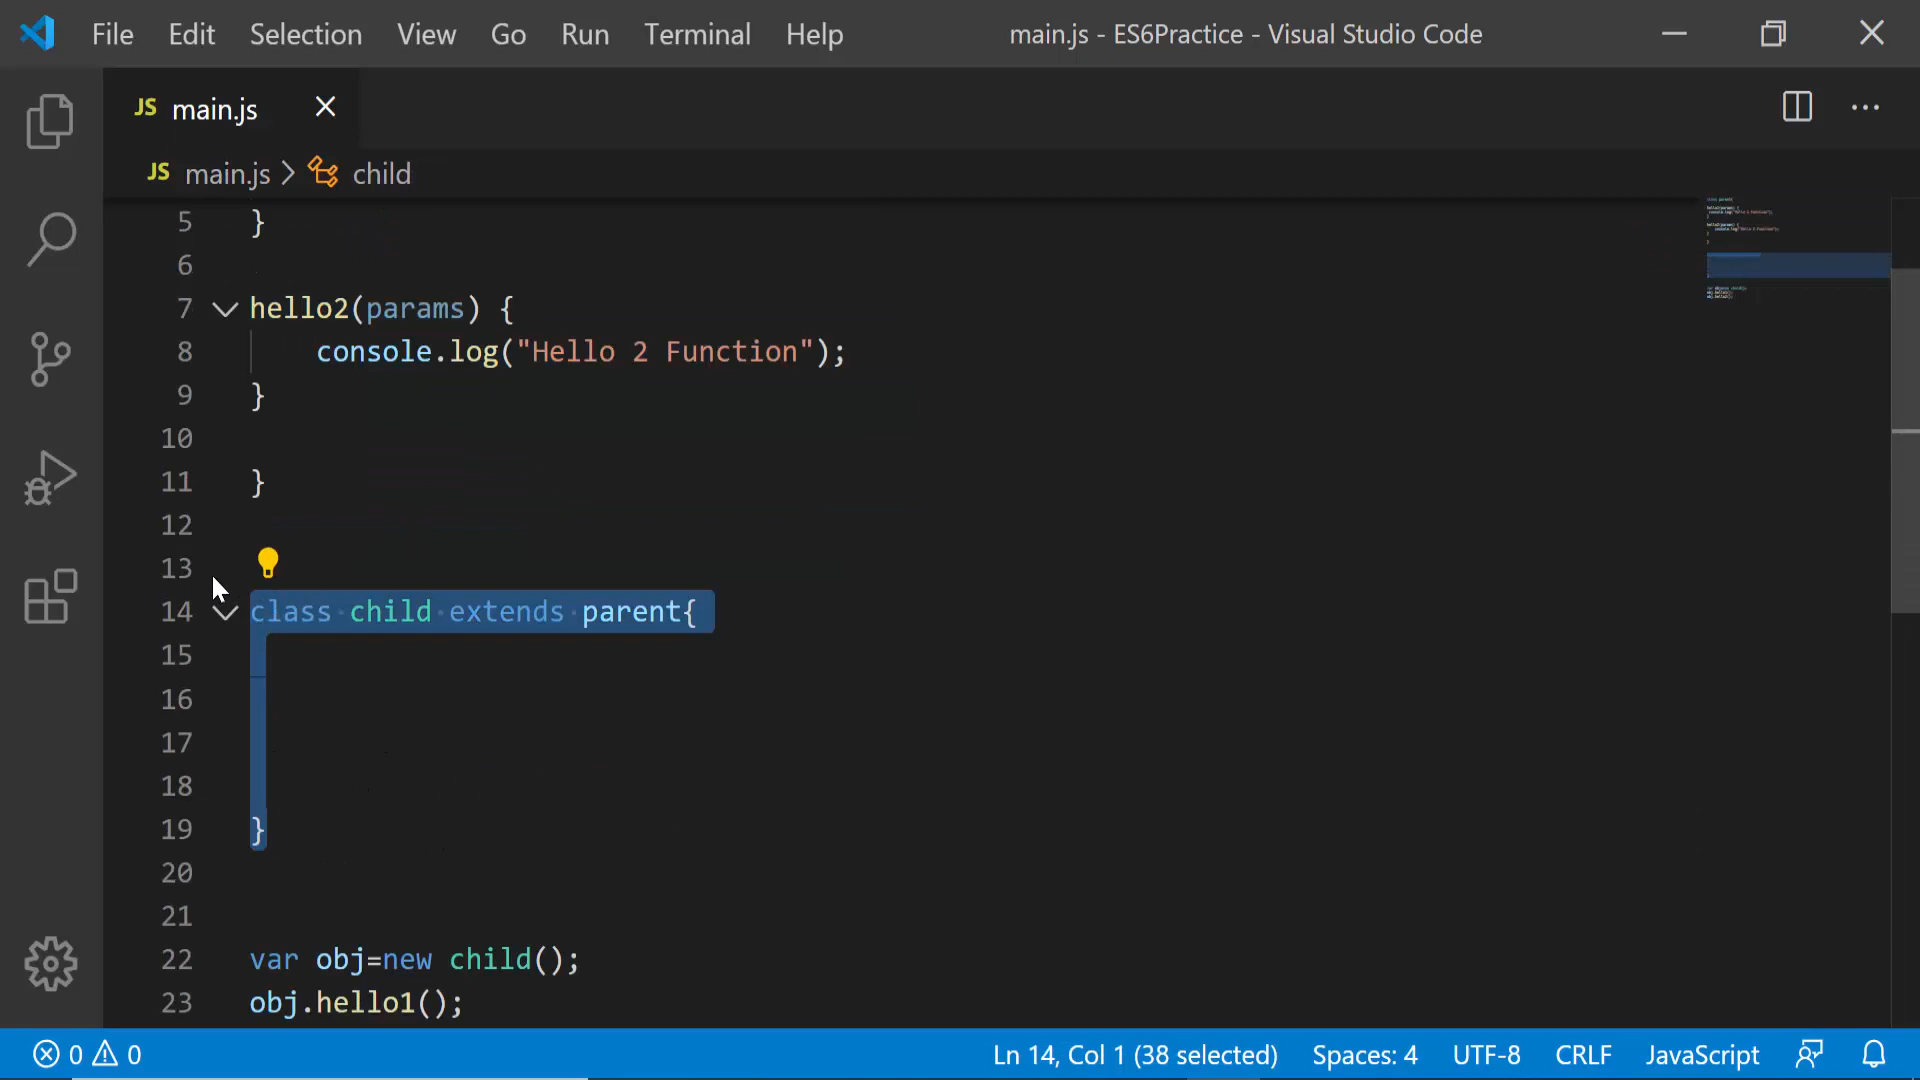 File Edit Selection View Go Run Terminal Help main.js - ES6Practice - Visual Studio Code
JS main.js
JS main.js > child
5 }
6
7 hello2(params) {
8 console.log("Hello 2 Function");
9 }
10
11 }
12
13
14 class child extends parent{
15
16
17
18
19 }
20
21
22 var obj=new child();
23 obj.hello1();
0 0 Ln 14, Col 1 (38 selected) Spaces: 4 UTF-8 CRLF JavaScript